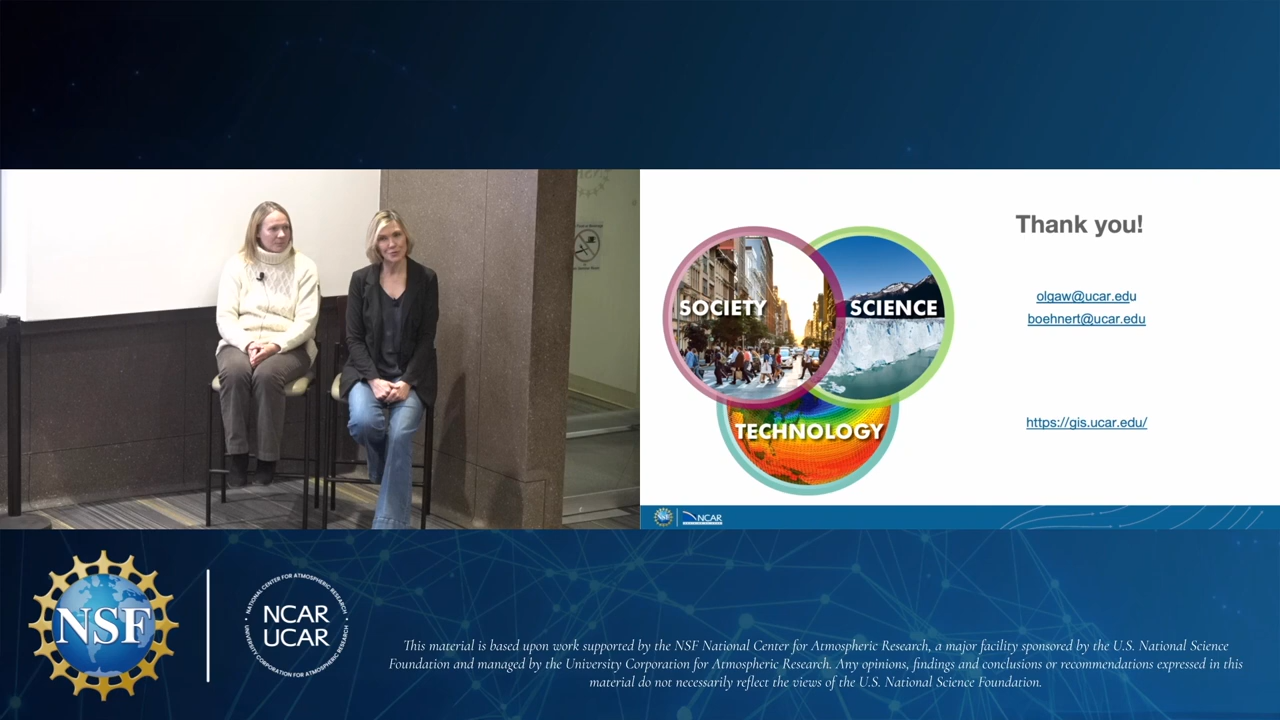 Thank you!
SOCIETY
SCIENCE
TECHNOLOGY
olgaw@ucar.edu
boehnert@ucar.edu
https://gis.ucar.edu/
NCAR
NSF
NATIONAL CENTER FOR ATMOSPHERIC RESEARCH
NCAR
UCAR
UNIVERSITY CORPORATION FOR ATMOSPHERIC RESEARCH
This material is based upon work supported by the NSF National Center for Atmospheric Research, a major facility sponsored by the U.S. National Science
Foundation and managed by the University Corporation for Atmospheric Research. Any opinions, findings and conclusions or recommendations expressed in this
material do not necessarily reflect the views of the U.S. National Science Foundation.